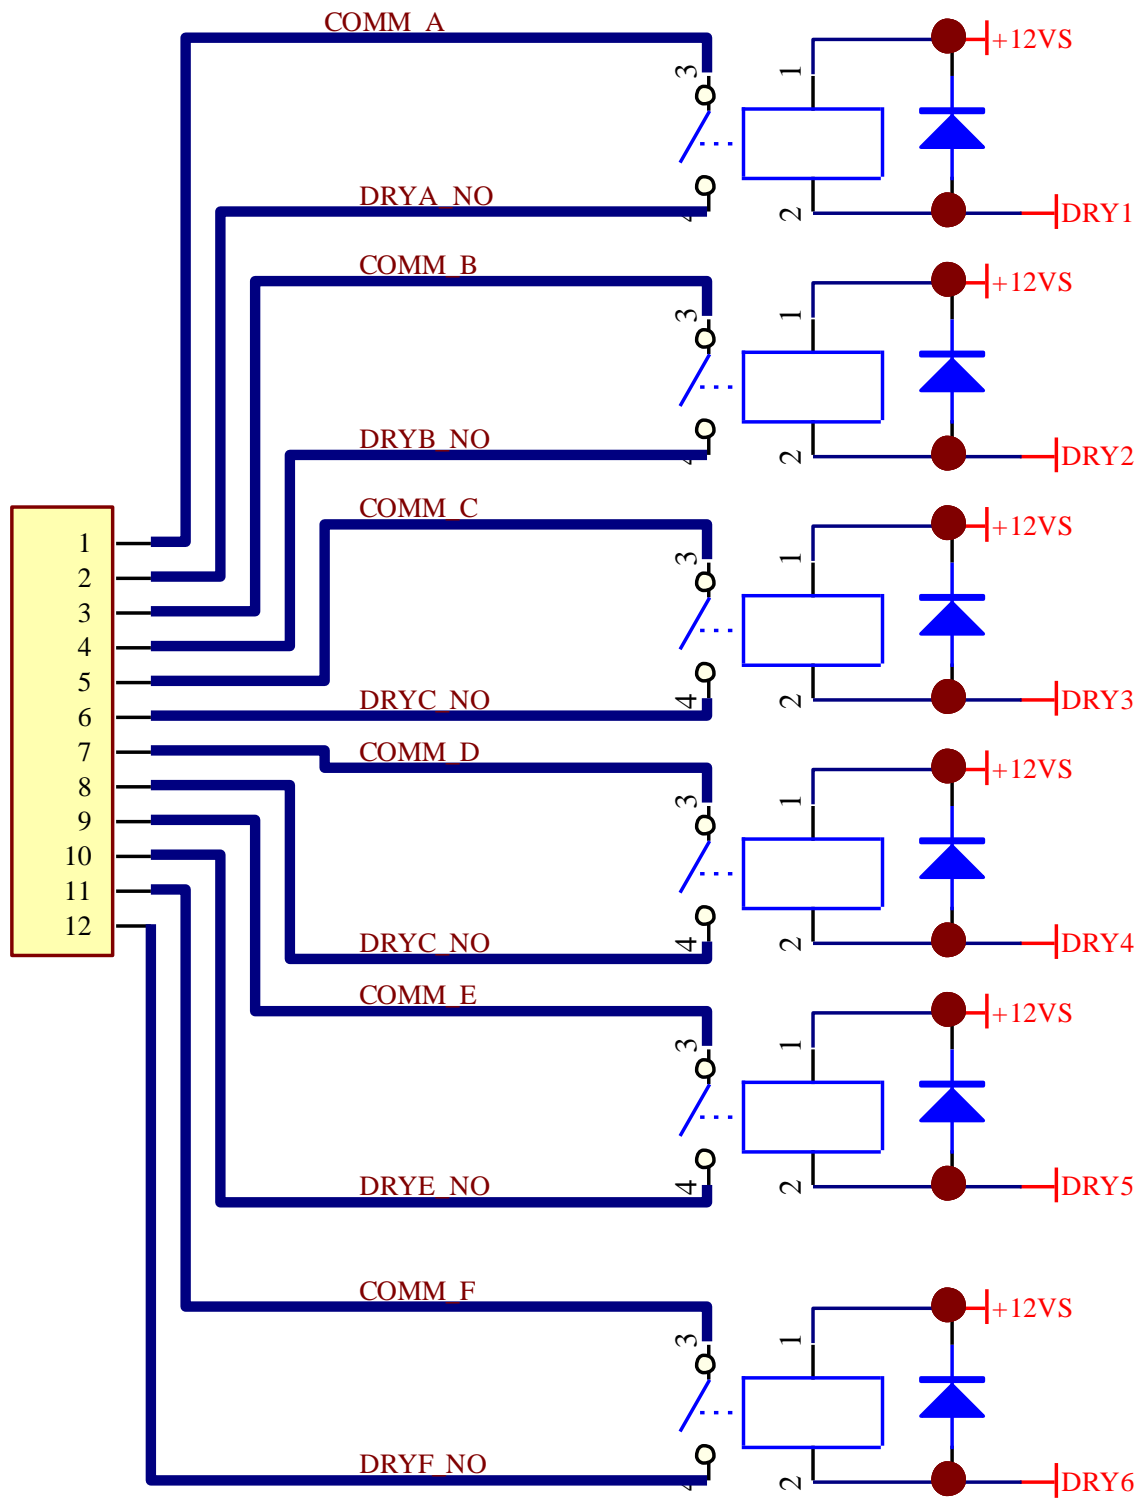 COMM_A
3
1
+12VS
DRYA_NO
4
2
DRY1
COMM_B
3
1
+12VS
DRYB_NO
4
2
DRY2
COMM_C
3
1
+12VS
DRYC_NO
4
2
DRY3
COMM_D
3
1
+12VS
DRYC_NO
4
2
DRY4
COMM_E
3
1
+12VS
DRYE_NO
4
2
DRY5
COMM_F
3
1
+12VS
DRYF_NO
4
2
DRY6
1
2
3
4
5
6
7
8
9
10
11
12